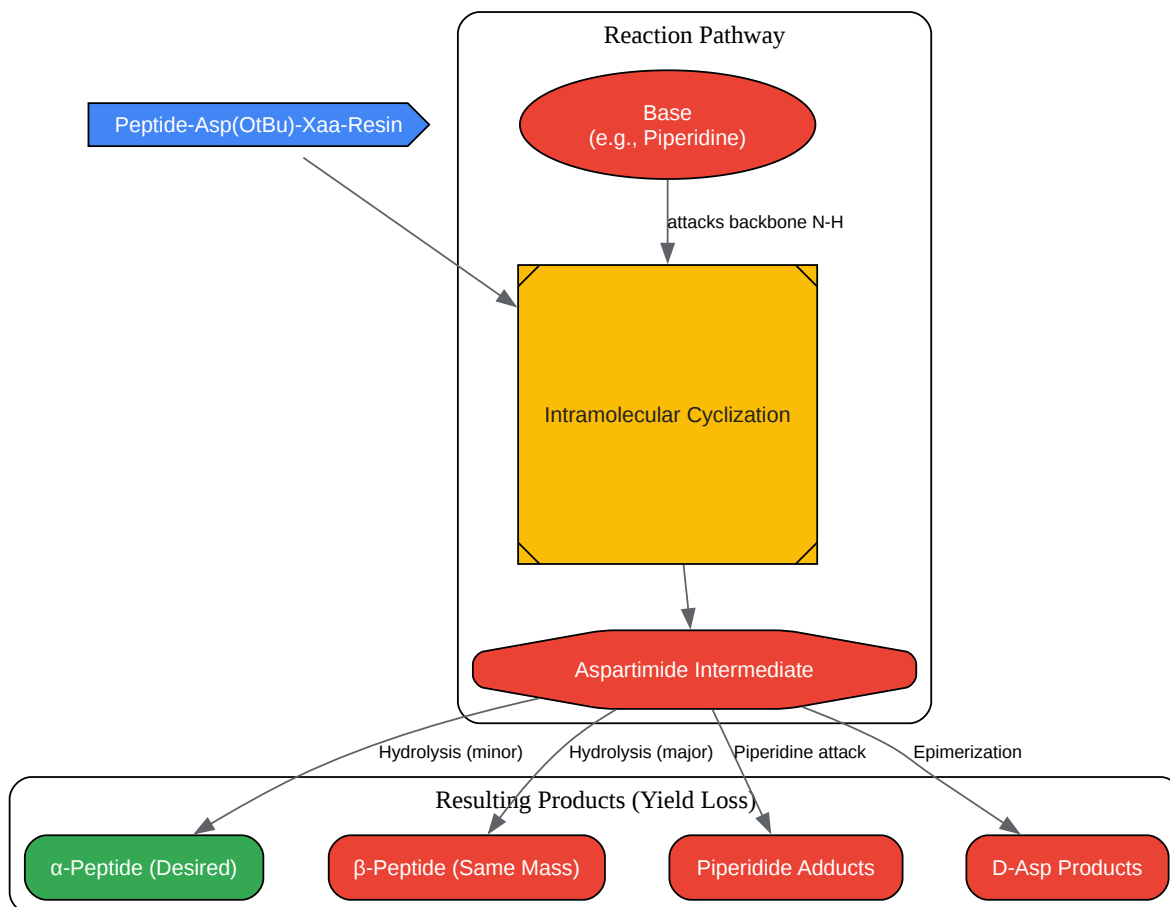 Reaction Pathway
Peptide-Asp(OtBu)-Xaa-Resin
Base
(e.g., Piperidine)
attacks backbone N-H
Intramolecular Cyclization
Aspartimide Intermediate
Hydrolysis (minor)
Hydrolysis (major)
Piperidine attack
Epimerization
Resulting Products (Yield Loss)
α-Peptide (Desired)
β-Peptide (Same Mass)
Piperidide Adducts
D-Asp Products